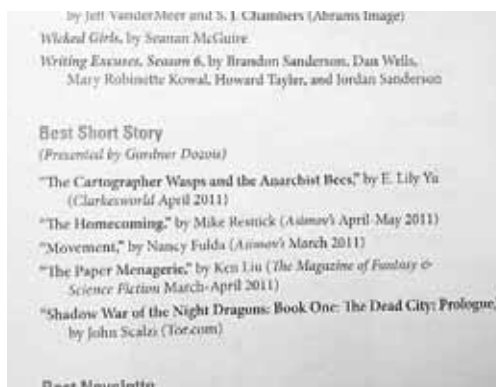 by Jeff VanderMeer and S. J. Chambers (Abrams Image)
Wicked Girls, by Seanan McGuire
Writing Excuses, Season 6, by Brandon Sanderson, Dan Wells,
Mary Robinette Kowal, Howard Tayler, and Jordan Sanderson
Best Short Story
(Presented by Gardner Dozois)
"The Cartographer Wasps and the Anarchist Bees," by E. Lily Yu
(Clarkesworld April 2011)
"The Homecoming," by Mike Resnick (Asimov's April-May 2011)
"Movement," by Nancy Fulda (Asimov's March 2011)
"The Paper Menagerie," by Ken Liu (The Magazine of Fantasy &
Science Fiction March-April 2011)
"Shadow War of the Night Dragons: Book One: The Dead City: Prologue,
by John Scalzi (Tor.com)
Best Novelette